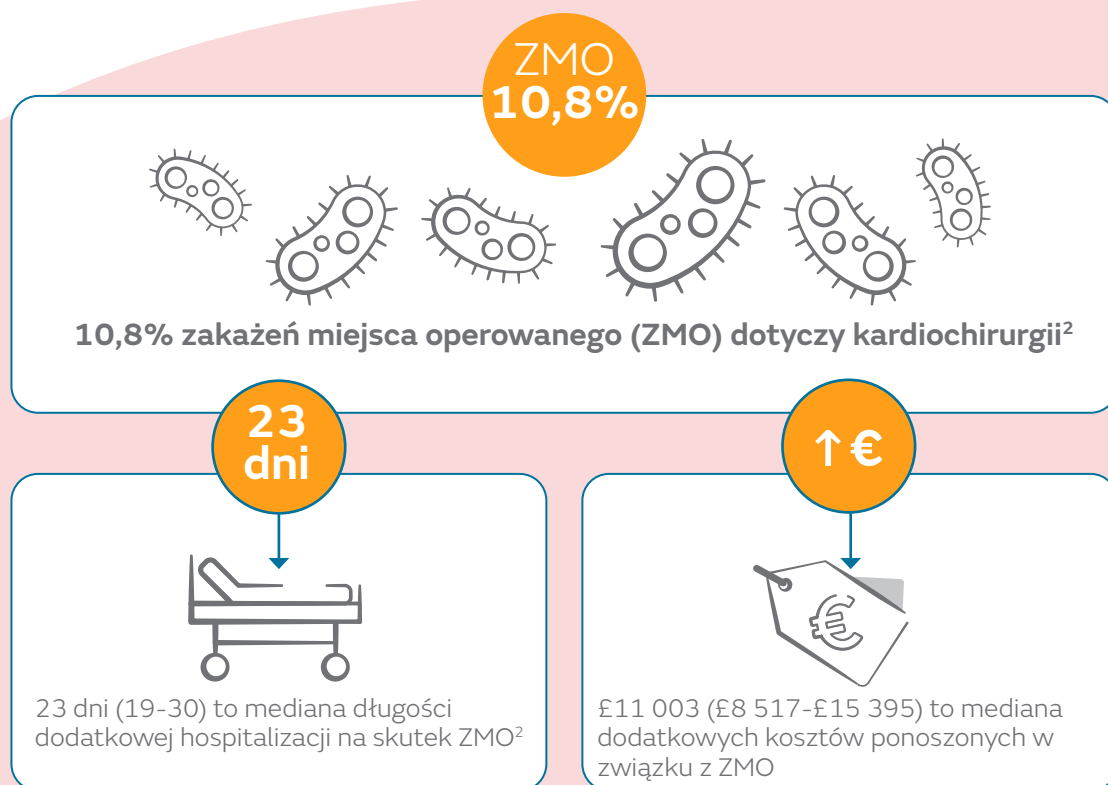 ZMO
10,8%
10,8% zakażeń miejsca operowanego (ZMO) dotyczy kardiochirurgii²
23
dni
23 dni (19-30) to mediana długości
dodatkowej hospitalizacji na skutek ZMO²
↑€
€
£11 003 (£8 517-£15 395) to mediana
dodatkowych kosztów ponoszonych w
związku z ZMO